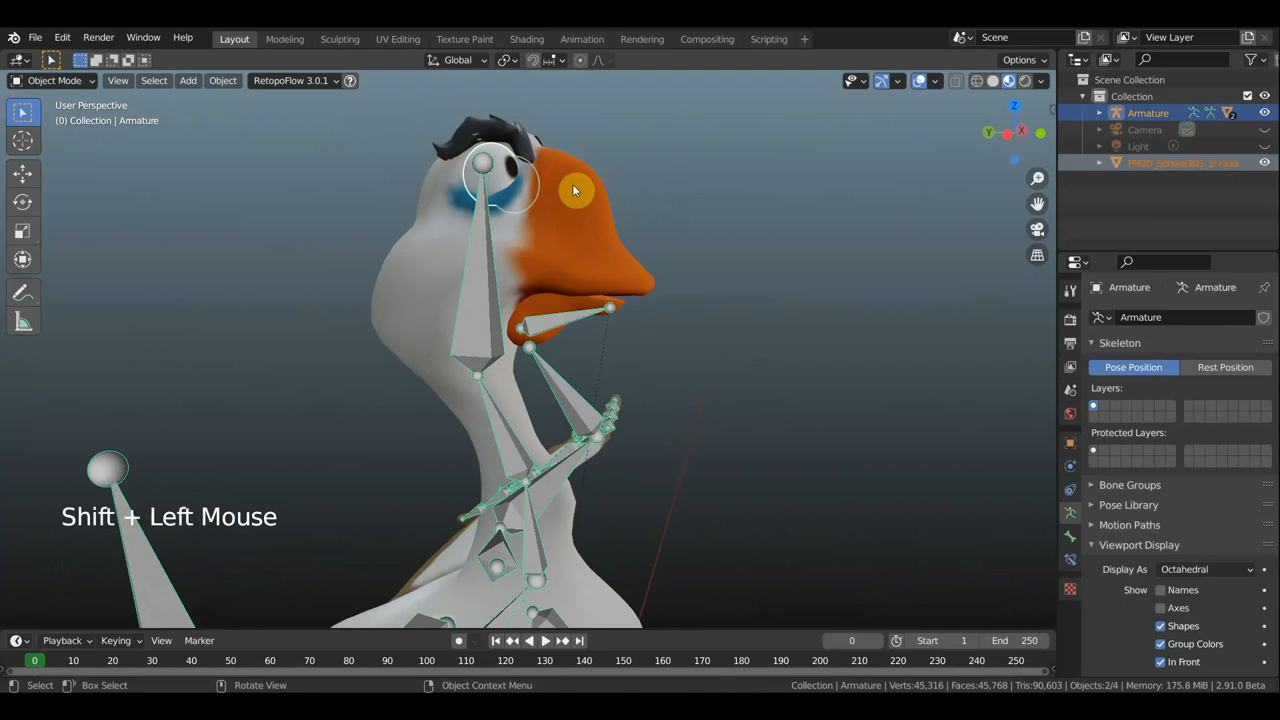 File Edit Render Window Help Layout Modeling Sculpting UV Editing Texture Paint Shading Animation Rendering Compositing Scripting + Scene View Layer
Global Options
Object Mode View Select Add Object RetopoFlow 3.0.1
User Perspective
(0) Collection | Armature
Z
Y X
Scene Collection
Collection
Armature
2
Camera
Light
Armature Armature
Armature
Skeleton
Pose Position Rest Position
Layers:
Protected Layers:
Bone Groups
Pose Library
Motion Paths
Viewport Display
Display As Octahedral
Names
Axes
Shapes
Group Colors
In Front
Shift + Left Mouse
Playback Keying View Marker 0 Start 1 End 250
0 10 20 30 40 50 60 70 80 90 100 110 120 130 140 150 160 170 180 190 200 210 220 230 240 250
Select Box Select Rotate View Object Context Menu Collection | Armature | Verts:45,316 | Faces:45,768 | Tris:90,603 | Objects:2/4 | Memory: 175.8 MiB | 2.91.0 Beta